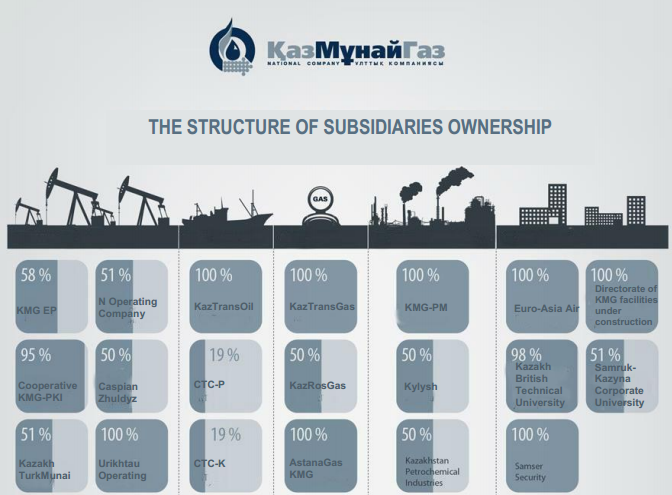 ҚазМұнайГаз
NATIONAL COMPANY ҰЛТТЫҚ КОМПАНИЯСЫ
THE STRUCTURE OF SUBSIDIARIES OWNERSHIP
GAS
58 %
KMG EP
51 %
N Operating
Company
100 %
KazTransOil
100 %
KazTransGas
100 %
KMG-PM
100 %
Euro-Asia Air
100 %
Directorate of
KMG facilities
under
construction
95 %
Cooperative
KMG-PKI
50 %
Caspian
Zhuldyz
19 %
CTC-P
50 %
KazRosGas
50 %
Kylysh
98 %
Kazakh
British
Technical
University
51 %
Samruk-
Kazyna
Corporate
University
51 %
Kazakh
TurkMunai
100 %
Urikhtau
Operating
19 %
CTC-K
100 %
AstanaGas
KMG
50 %
Kazakhstan
Petrochemical
Industries
100 %
Samser
Security